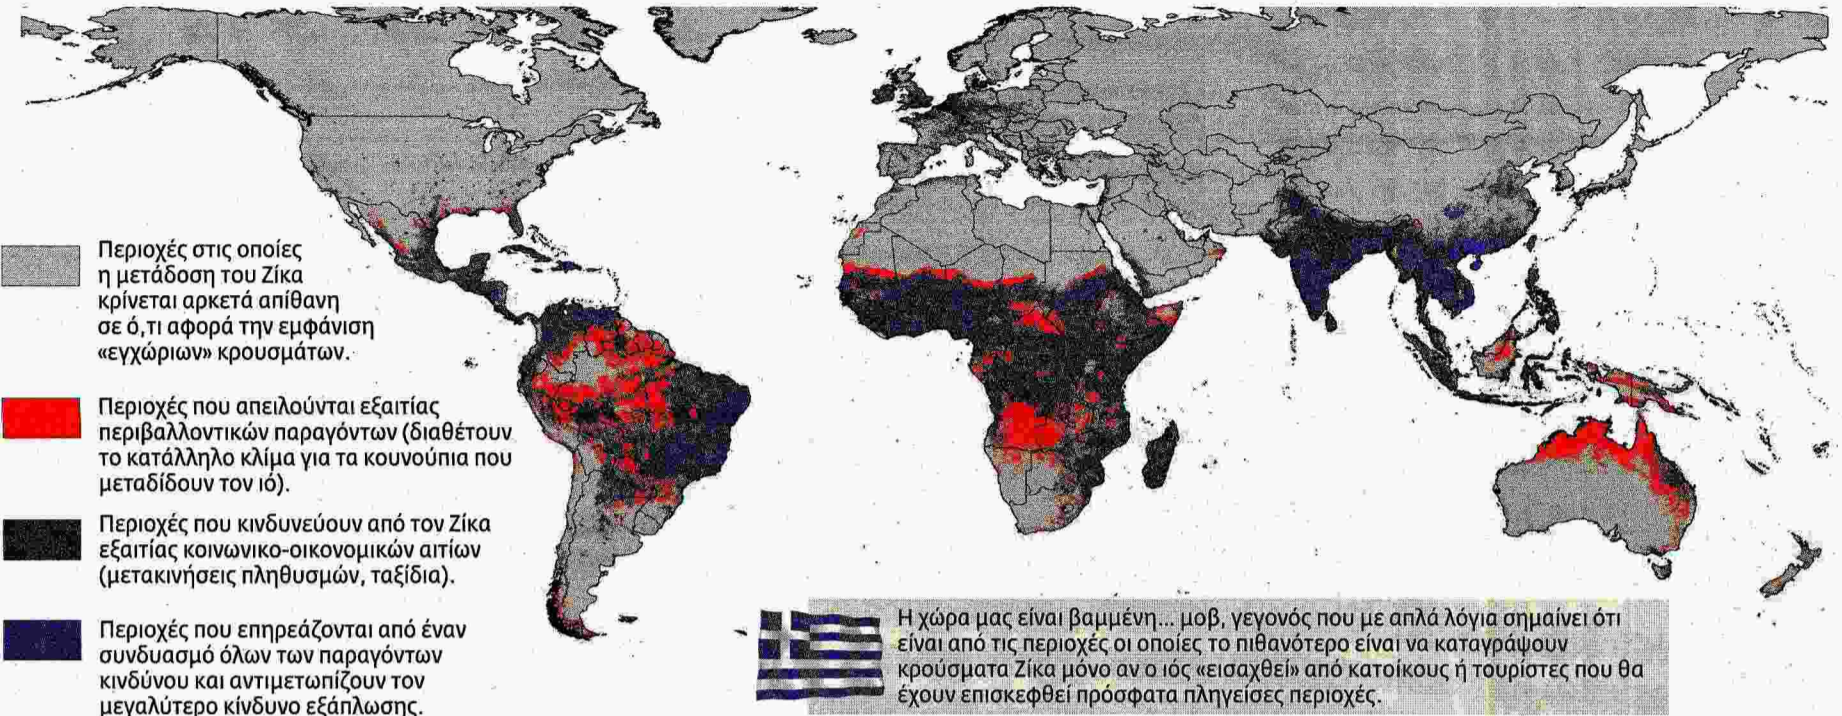 Περιοχές στις οποίες
η μετάδοση του Ζίκα
κρίνεται αρκετά απίθανη
σε ό,τι αφορά την εμφάνιση
«εγχώριων» κρουσμάτων.
Περιοχές που απειλούνται εξαιτίας
περιβαλλοντικών παραγόντων (διαθέτουν
το κατάλληλο κλίμα για τα κουνούπια που
μεταδίδουν τον ιό).
Περιοχές που κινδυνεύουν από τον Ζίκα
εξαιτίας κοινωνικο-οικονομικών αιτίων
(μετακινήσεις πληθυσμών, ταξίδια).
Περιοχές που επηρεάζονται από έναν
συνδυασμό όλων των παραγόντων
κινδύνου και αντιμετωπίζουν τον
μεγαλύτερο κίνδυνο εξάπλωσης.
Η χώρα μας είναι βαμμένη... μοβ, γεγονός που με απλά λόγια σημαίνει ότι
είναι από τις περιοχές οι οποίες το πιθανότερο είναι να καταγράψουν
κρούσματα Ζίκα μόνο αν ο ιός «εισαχθεί» από κατοίκους ή τουρίστες που θα
έχουν επισκεφθεί πρόσφατα πληγείσες περιοχές.